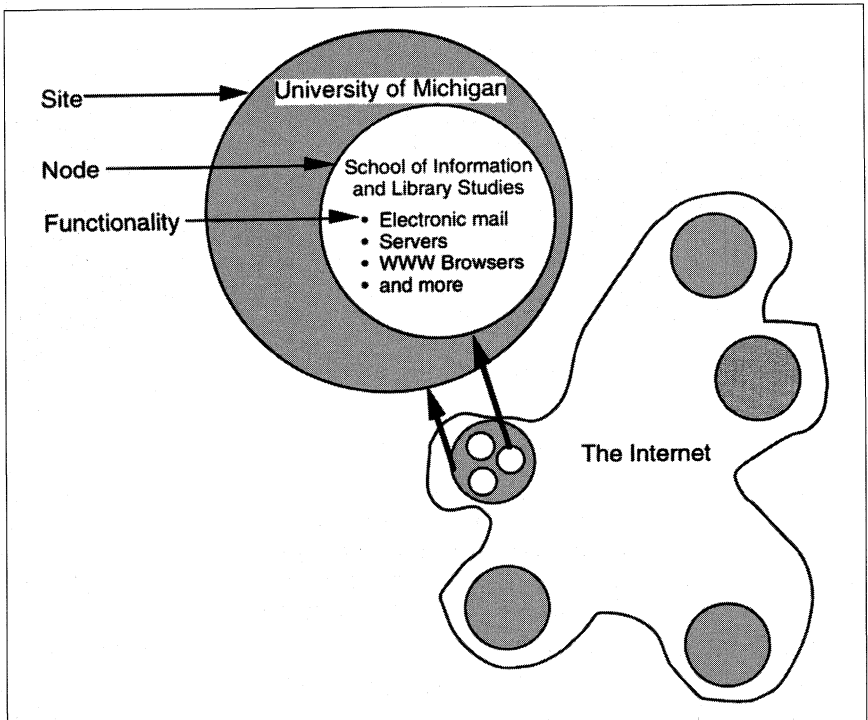 University of Michigan
Site
Node
School of Information
and Library Studies
Functionality
• Electronic mail
• Servers
• WWW Browsers
• and more
The Internet